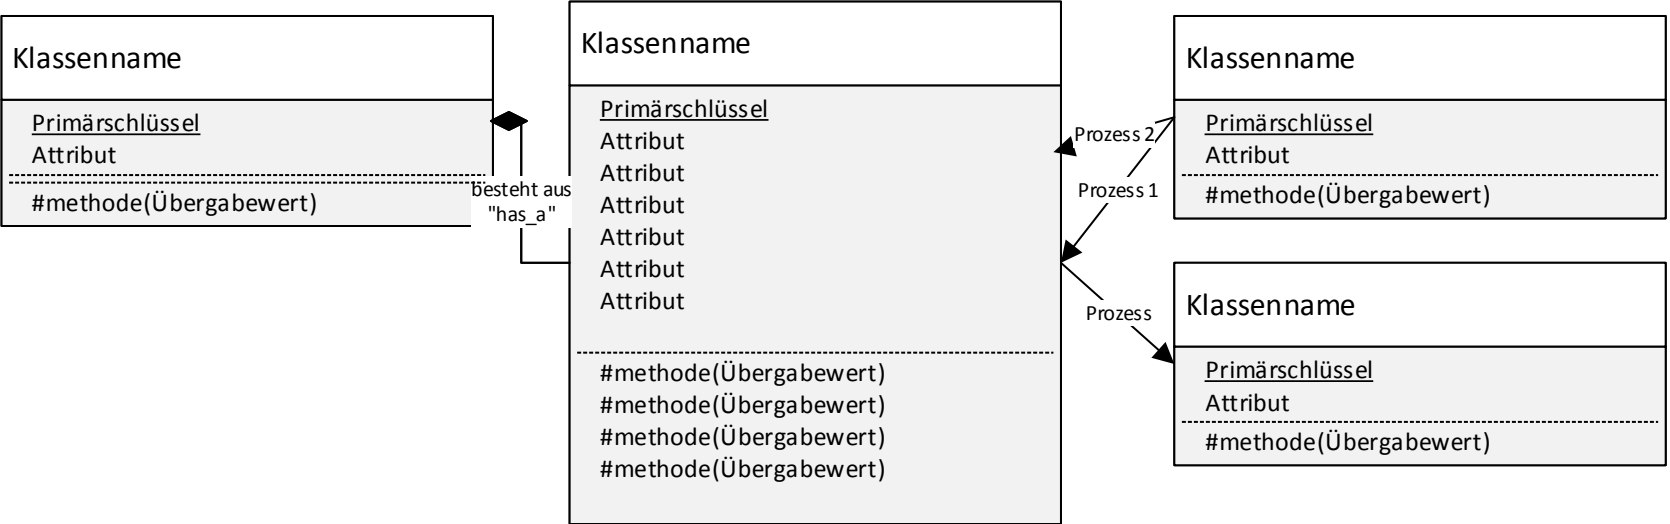 Klassenname
Primärschlüssel
Attribut
#methode(Übergabewert)
besteht aus
"has_a"
Klassenname
Primärschlüssel
Attribut
Attribut
Attribut
Attribut
Attribut
Attribut
#methode(Übergabewert)
#methode(Übergabewert)
#methode(Übergabewert)
#methode(Übergabewert)
Prozess 2
Prozess 1
Prozess
Klassenname
Primärschlüssel
Attribut
#methode(Übergabewert)
Klassenname
Primärschlüssel
Attribut
#methode(Übergabewert)